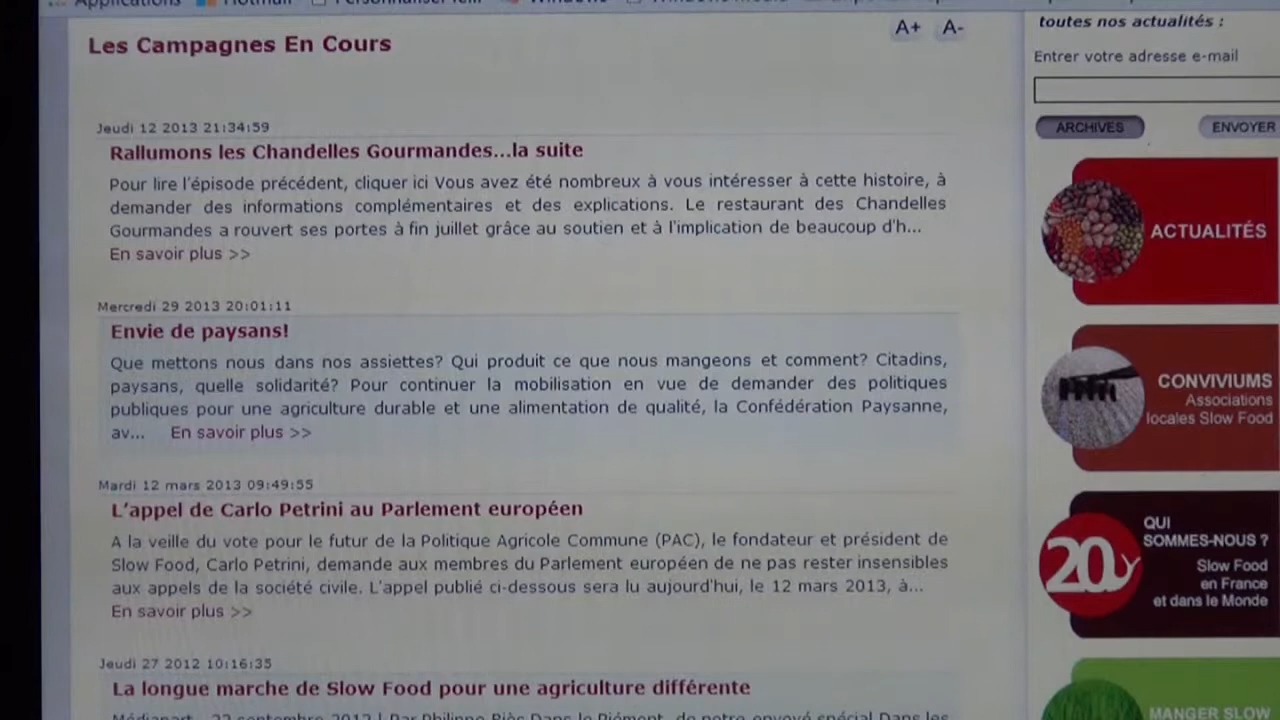 Applications
Les Campagnes En Cours
A+ A-
Jeudi 12 2013 21:34:59
Rallumons les Chandelles Gourmandes...la suite
Pour lire l'épisode précédent, cliquer ici Vous avez été nombreux à vous intéresser à cette histoire, à
demander des informations complémentaires et des explications. Le restaurant des Chandelles
Gourmandes a rouvert ses portes à fin juillet grâce au soutien et à l'implication de beaucoup d'h...
En savoir plus >>
Mercredi 29 2013 20:01:11
Envie de paysans!
Que mettons nous dans nos assiettes? Qui produit ce que nous mangeons et comment? Citadins,
paysans, quelle solidarité? Pour continuer la mobilisation en vue de demander des politiques
publiques pour une agriculture durable et une alimentation de qualité, la Confédération Paysanne,
av... En savoir plus >>
Mardi 12 mars 2013 09:49:55
L'appel de Carlo Petrini au Parlement européen
A la veille du vote pour le futur de la Politique Agricole Commune (PAC), le fondateur et président de
Slow Food, Carlo Petrini, demande aux membres du Parlement européen de ne pas rester insensibles
aux appels de la société civile. L'appel publié ci-dessous sera lu aujourd'hui, le 12 mars 2013, à...
En savoir plus >>
Jeudi 27 2012 10:16:35
La longue marche de Slow Food pour une agriculture différente
toutes nos actualités :
Entrer votre adresse e-mail
ARCHIVES ENVOYER
ACTUALITÉS
CONVIVIUMS
Associations
locales Slow Food
20y
QUI
SOMMES-NOUS ?
Slow Food
en France
et dans le Monde
MANGER SLOW